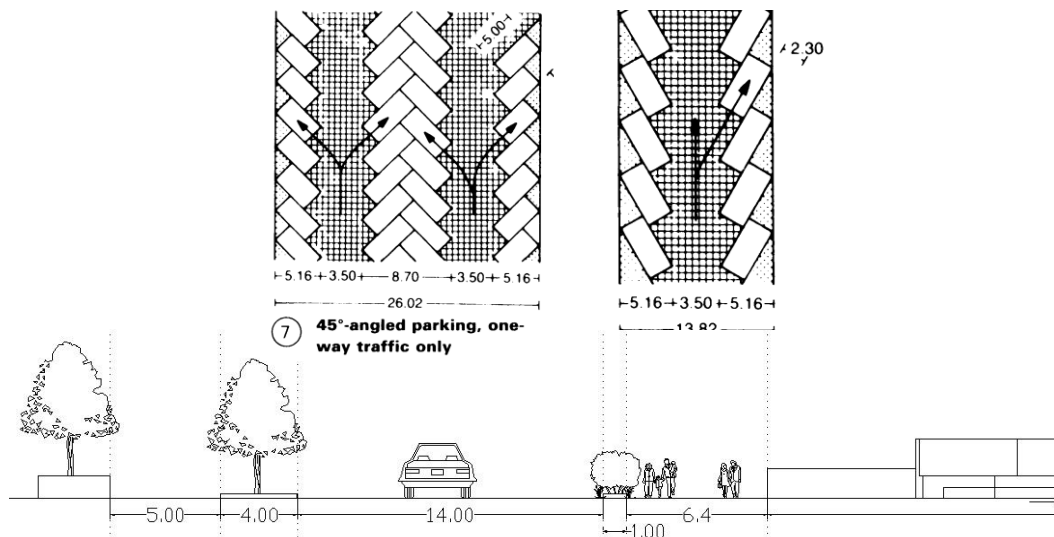 5.00
2.30
5.16 3.50 8.70 3.50 5.16
26.02
5.16 3.50 5.16
13.82
7 45°-angled parking, one-
way traffic only
5.00 4.00 14.00 6.4
1.00